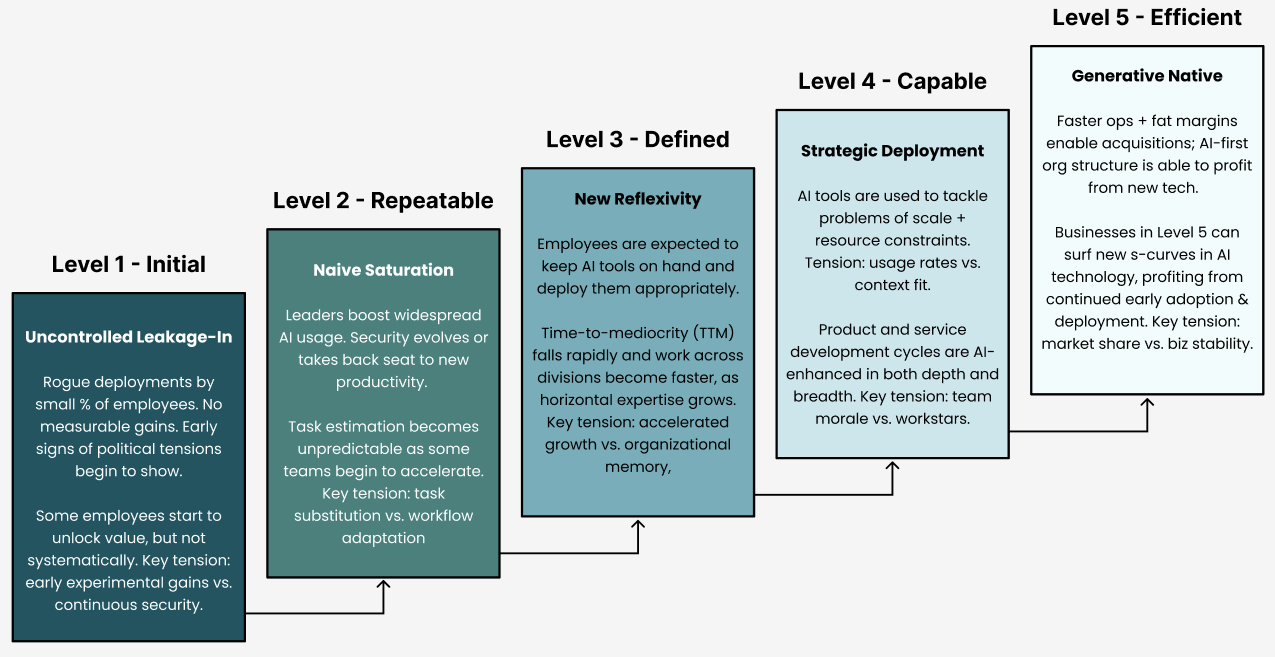 Level 1 - Initial
Uncontrolled Leakage-In
Rogue deployments by
small % of employees. No
measurable gains. Early
signs of political tensions
begin to show.
Some employees start to
unlock value, but not
systematically. Key tension:
early experimental gains vs.
continuous security.
Level 2 - Repeatable
Naive Saturation
Leaders boost widespread
AI usage. Security evolves or
takes back seat to new
productivity.
Task estimation becomes
unpredictable as some
teams begin to accelerate.
Key tension: task
substitution vs. workflow
adaptation
Level 3 - Defined
New Reflexivity
Employees are expected to
keep AI tools on hand and
deploy them appropriately.
Time-to-mediocrity (TTM)
falls rapidly and work across
divisions become faster, as
horizontal expertise grows.
Key tension: accelerated
growth vs. organizational
memory,
Level 4 - Capable
Strategic Deployment
AI tools are used to tackle
problems of scale +
resource constraints.
Tension: usage rates vs.
context fit.
Product and service
development cycles are AI-
enhanced in both depth and
breadth. Key tension: team
morale vs. workstars.
Level 5 - Efficient
Generative Native
Faster ops + fat margins
enable acquisitions; AI-first
org structure is able to profit
from new tech.
Businesses in Level 5 can
surf new s-curves in AI
technology, profiting from
continued early adoption &
deployment. Key tension:
market share vs. biz stability.